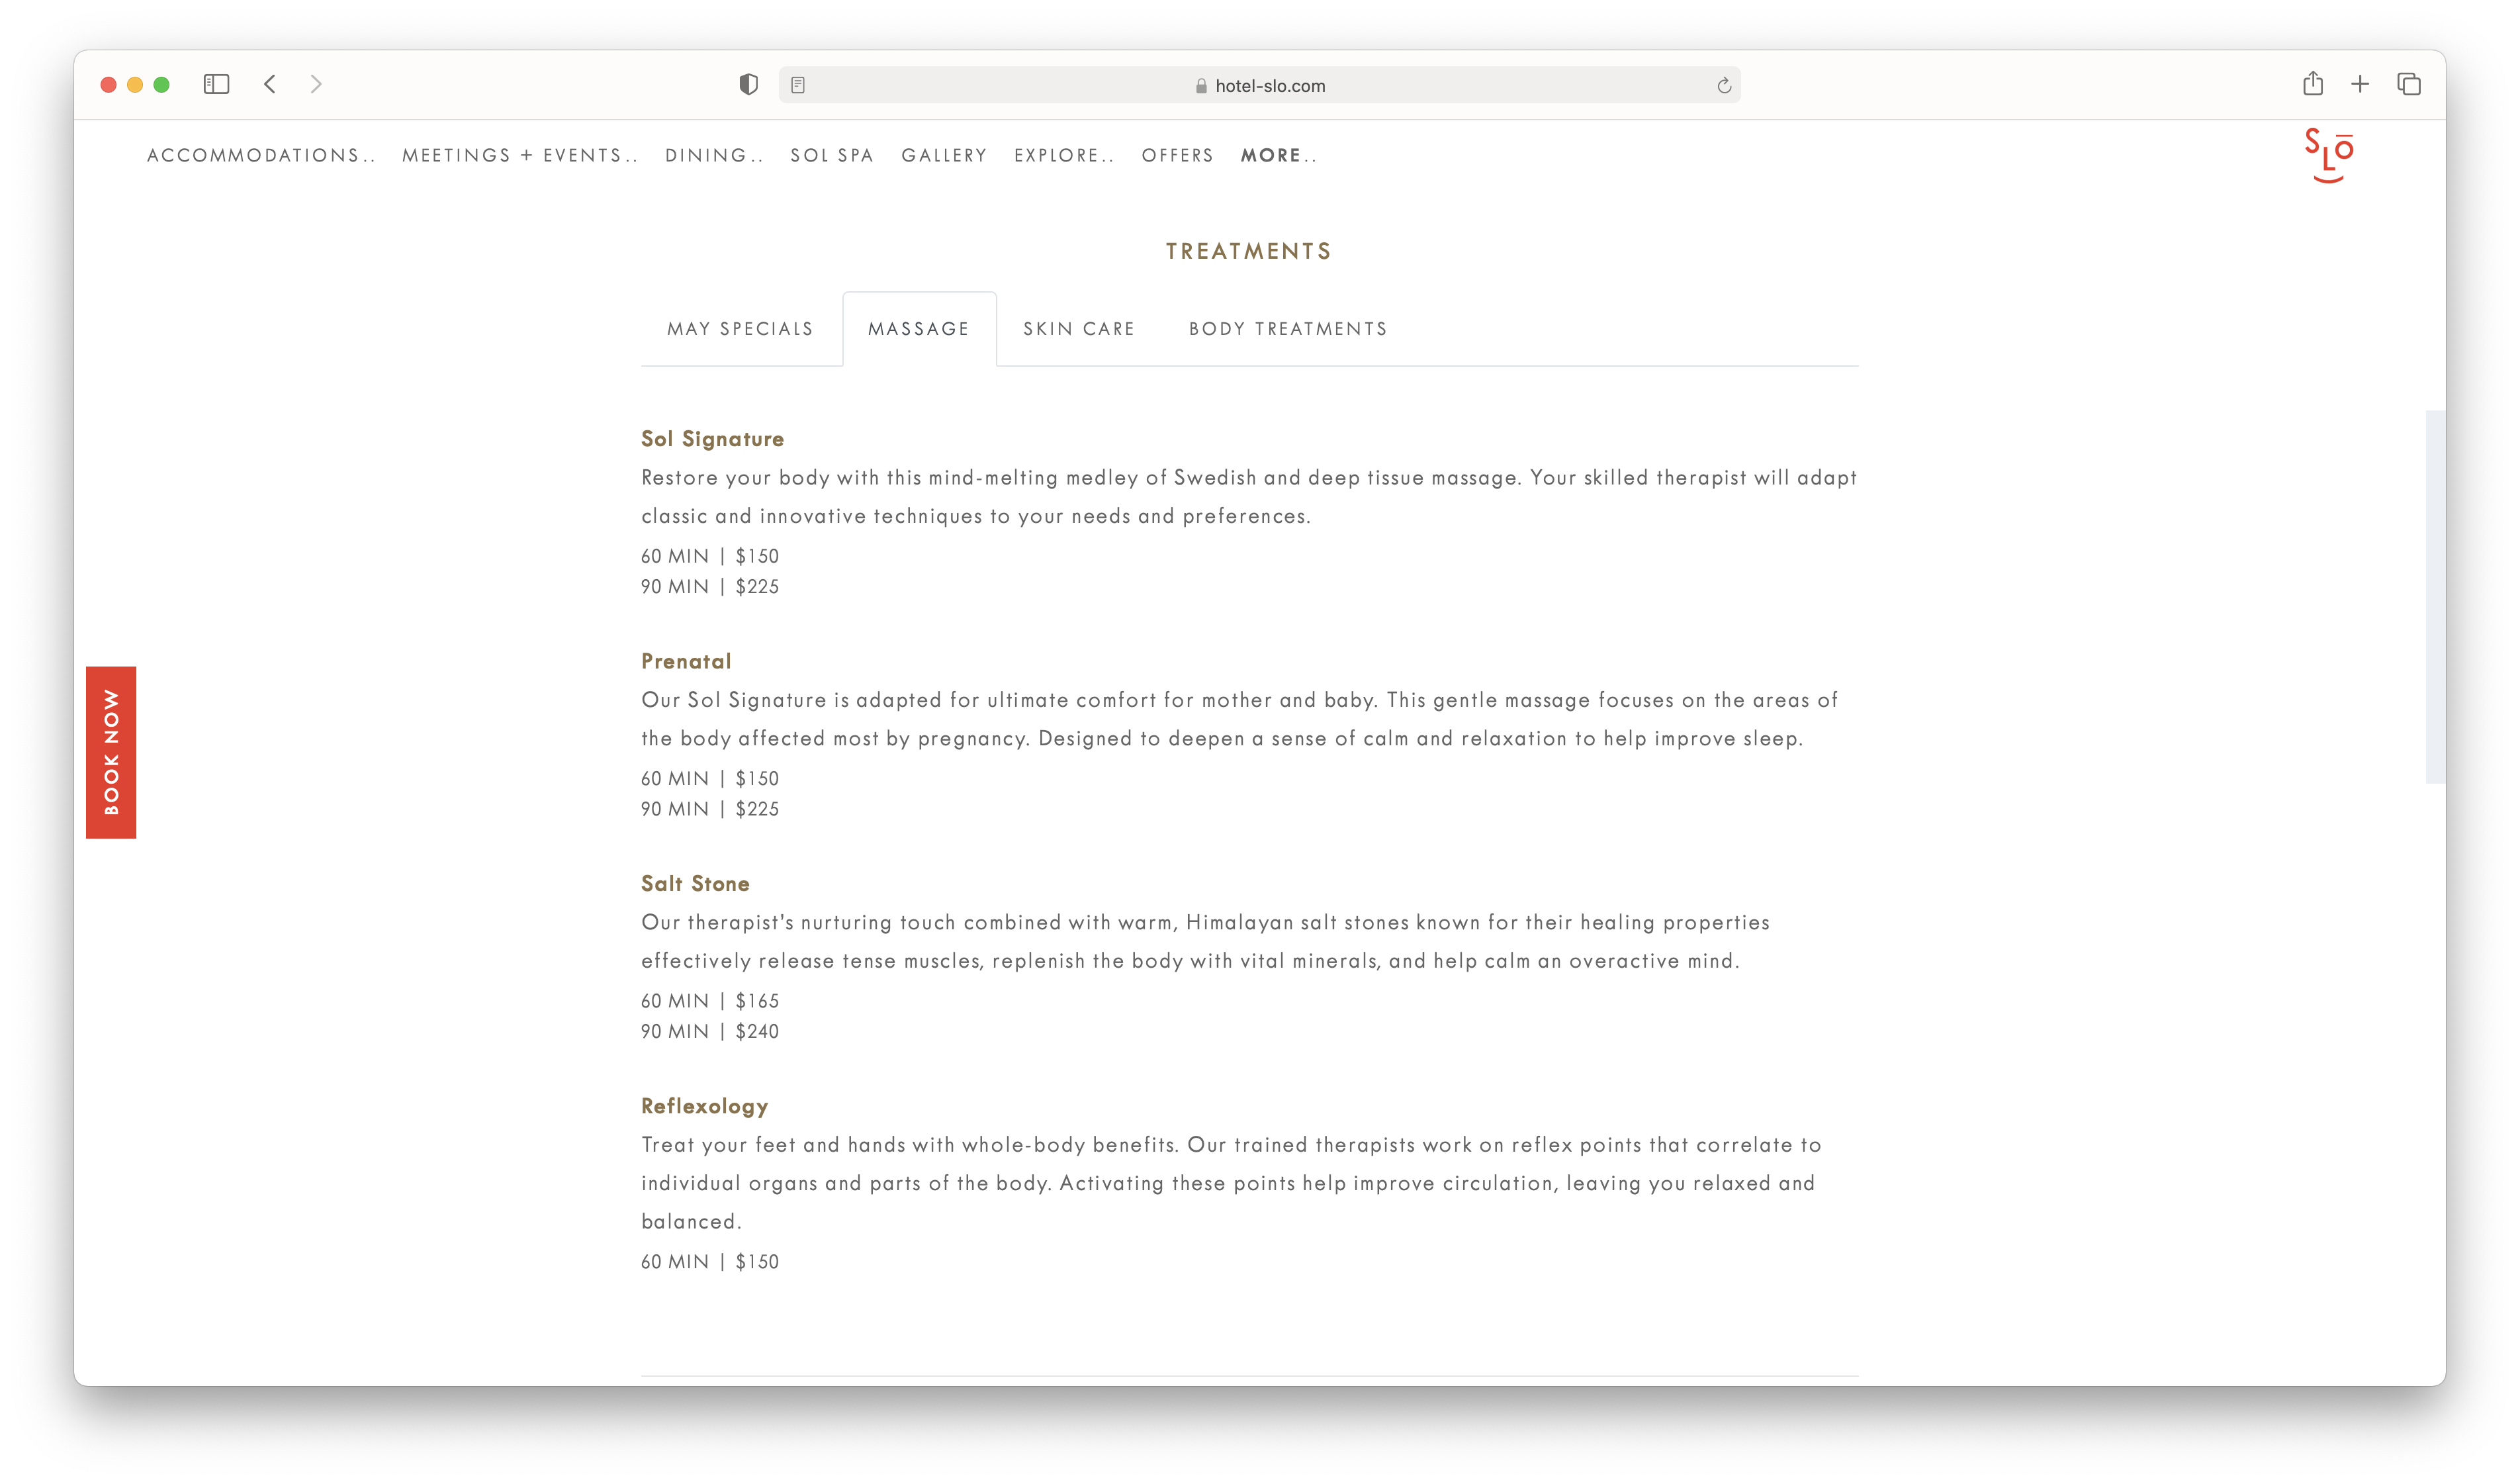 hotel-slo.com
ACCOMMODATIONS.. MEETINGS + EVENTS.. DINING.. SOL SPA GALLERY EXPLORE.. OFFERS MORE..
SLō
TREATMENTS
MAY SPECIALS MASSAGE SKIN CARE BODY TREATMENTS
Sol Signature
Restore your body with this mind-melting medley of Swedish and deep tissue massage. Your skilled therapist will adapt
classic and innovative techniques to your needs and preferences.
60 MIN | $150
90 MIN | $225
Prenatal
Our Sol Signature is adapted for ultimate comfort for mother and baby. This gentle massage focuses on the areas of
the body affected most by pregnancy. Designed to deepen a sense of calm and relaxation to help improve sleep.
60 MIN | $150
90 MIN | $225
BOOK NOW
Salt Stone
Our therapist's nurturing touch combined with warm, Himalayan salt stones known for their healing properties
effectively release tense muscles, replenish the body with vital minerals, and help calm an overactive mind.
60 MIN | $165
90 MIN | $240
Reflexology
Treat your feet and hands with whole-body benefits. Our trained therapists work on reflex points that correlate to
individual organs and parts of the body. Activating these points help improve circulation, leaving you relaxed and
balanced.
60 MIN | $150